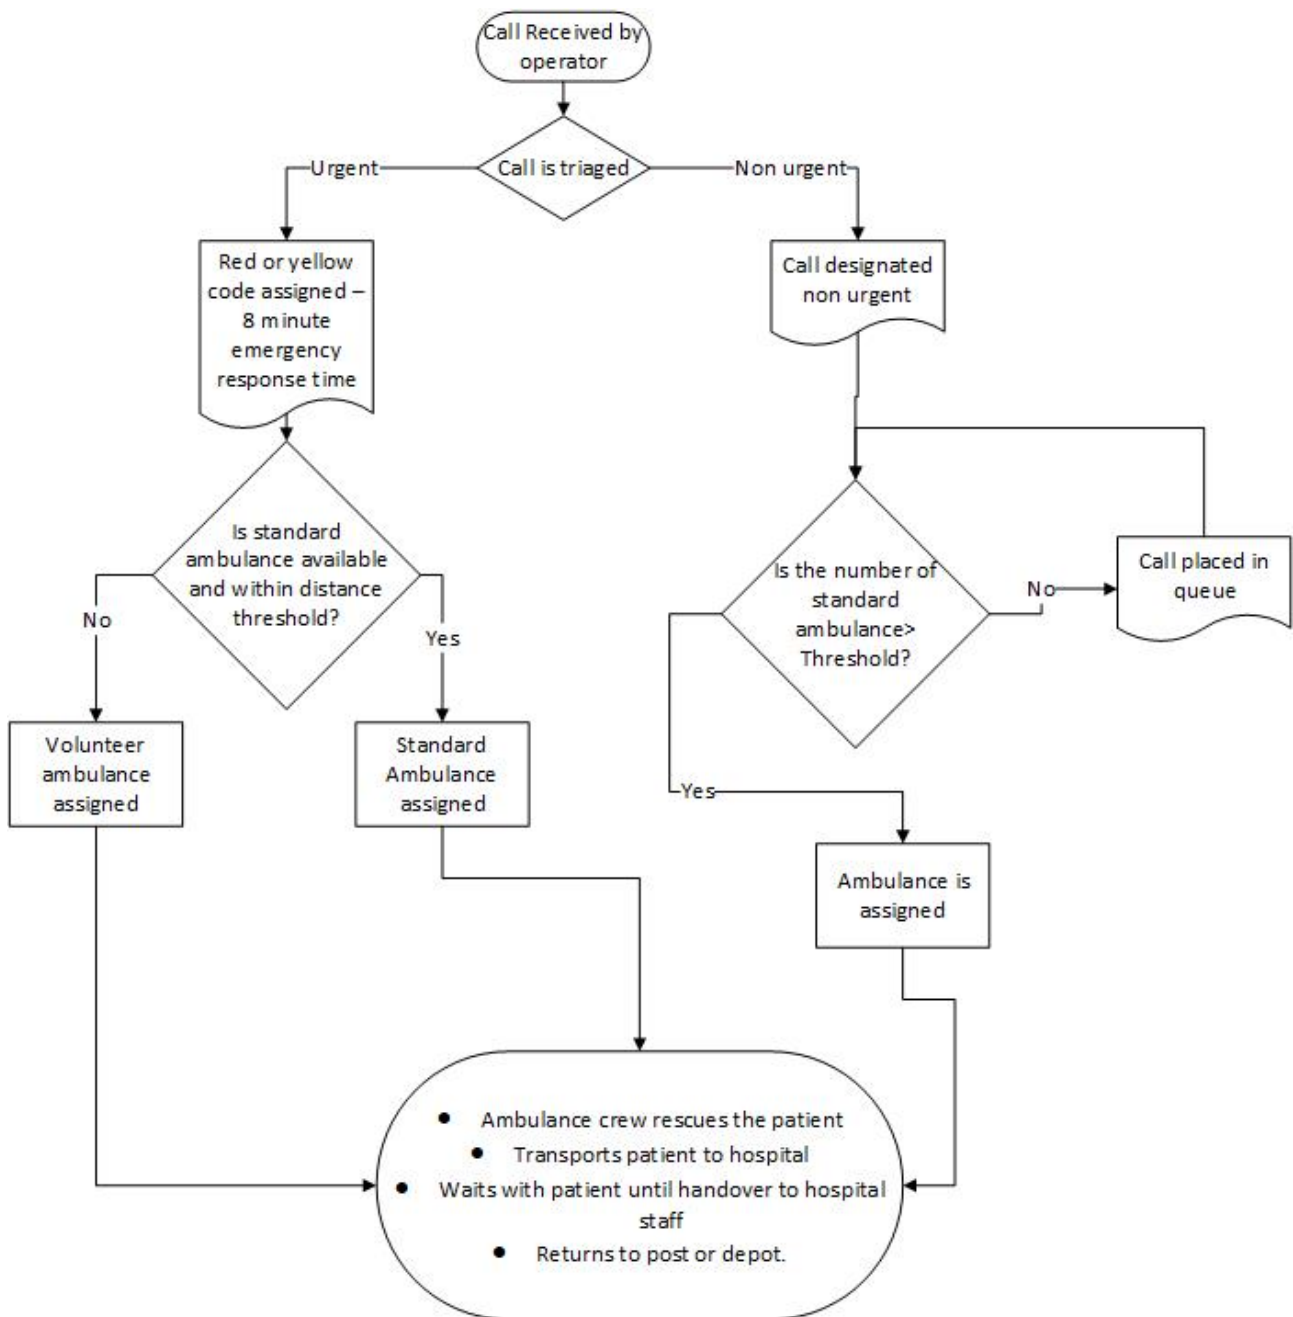 Call Received by
operator
Call is triaged
Urgent
Non urgent
Red or yellow
code assigned –
8 minute
emergency
response time
Call designated
non urgent
Is standard
ambulance available
and within distance
threshold?
No
Yes
Is the number of
standard
ambulance>
Threshold?
No
Call placed in
queue
Volunteer
ambulance
assigned
Standard
Ambulance
assigned
Yes
Ambulance is
assigned
● Ambulance crew rescues the patient
● Transports patient to hospital
● Waits with patient until handover to hospital
staff
● Returns to post or depot.